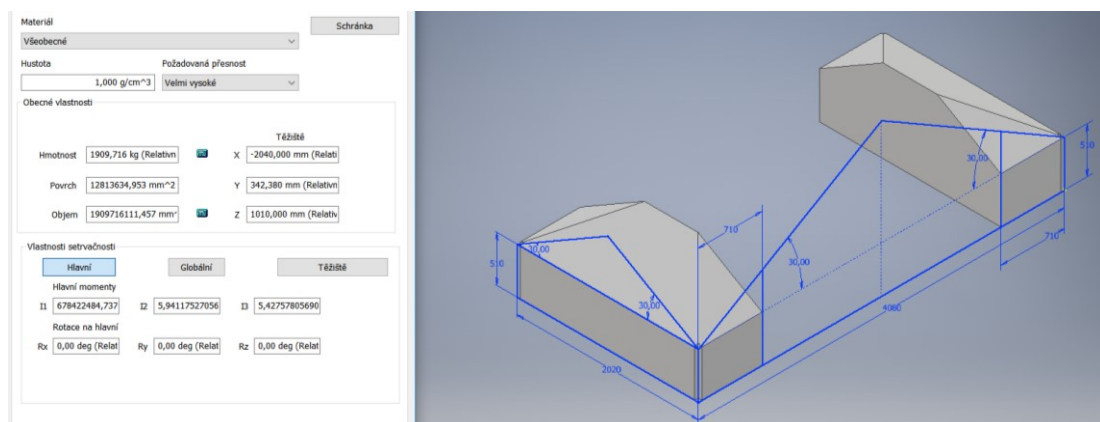 Materiál
Schránka
Všeobecné
Hustota Požadovaná přesnost
1,000 g/cm^3 Velmi vysoké
Obecné vlastnosti
Těžiště
Hmotnost 1909,716 kg (Relativn X -2040,000 mm (Relati
Povrch 12813634,953 mm^2 Y 342,380 mm (Relativn
Objem 1909716111,457 mm^ Z 1010,000 mm (Relativ
Vlastnosti setrvačnosti
Hlavní Globální Těžiště
Hlavní momenty
I1 678422484,737 I2 5,94117527056 I3 5,42757805690
Rotace na hlavní
Rx 0,00 deg (Relat Ry 0,00 deg (Relat Rz 0,00 deg (Relat
510
30,00
710
710
30,00
30,00
510
30,00
4080
2020